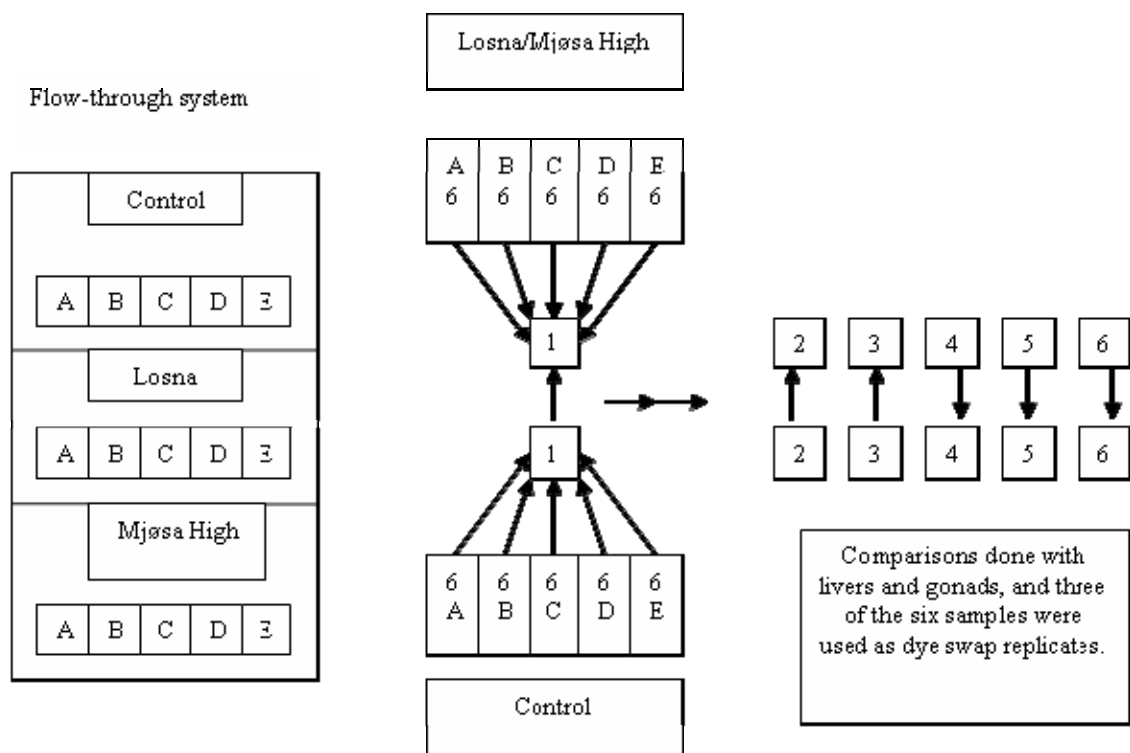 Flow-through system
Control
A B C D E
Losna
A B C D E
Mjøsa High
A B C D E
Losna/Mjøsa High
A B C D E
6 6 6 6 6
1
1
6 6 6 6 6
A B C D E
Control
2 3 4 5 6
2 3 4 5 6
Comparisons done with
livers and gonads, and three
of the six samples were
used as dye swap replicates.